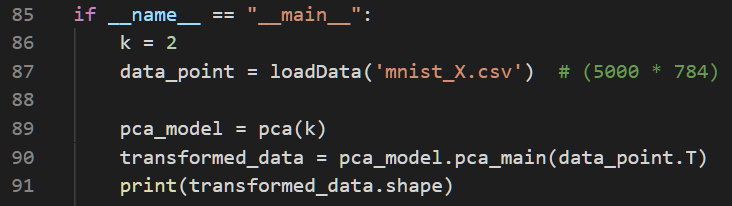 85 if __name__ == "__main__":
86 k = 2
87 data_point = loadData('mnist_X.csv') # (5000 * 784)
88
89 pca_model = pca(k)
90 transformed_data = pca_model.pca_main(data_point.T)
91 print(transformed_data.shape)